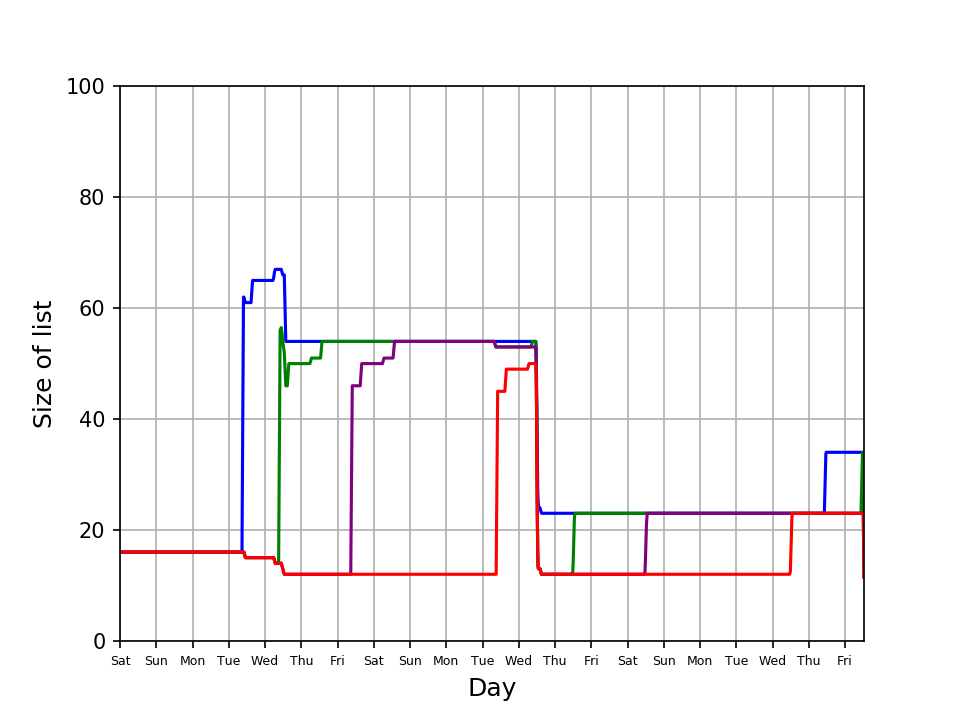 100
80
60
40
20
0
Size of list
Sat Sun Mon Tue Wed Thu Fri Sat Sun Mon Tue Wed Thu Fri Sat Sun Mon Tue Wed Thu Fri
Day